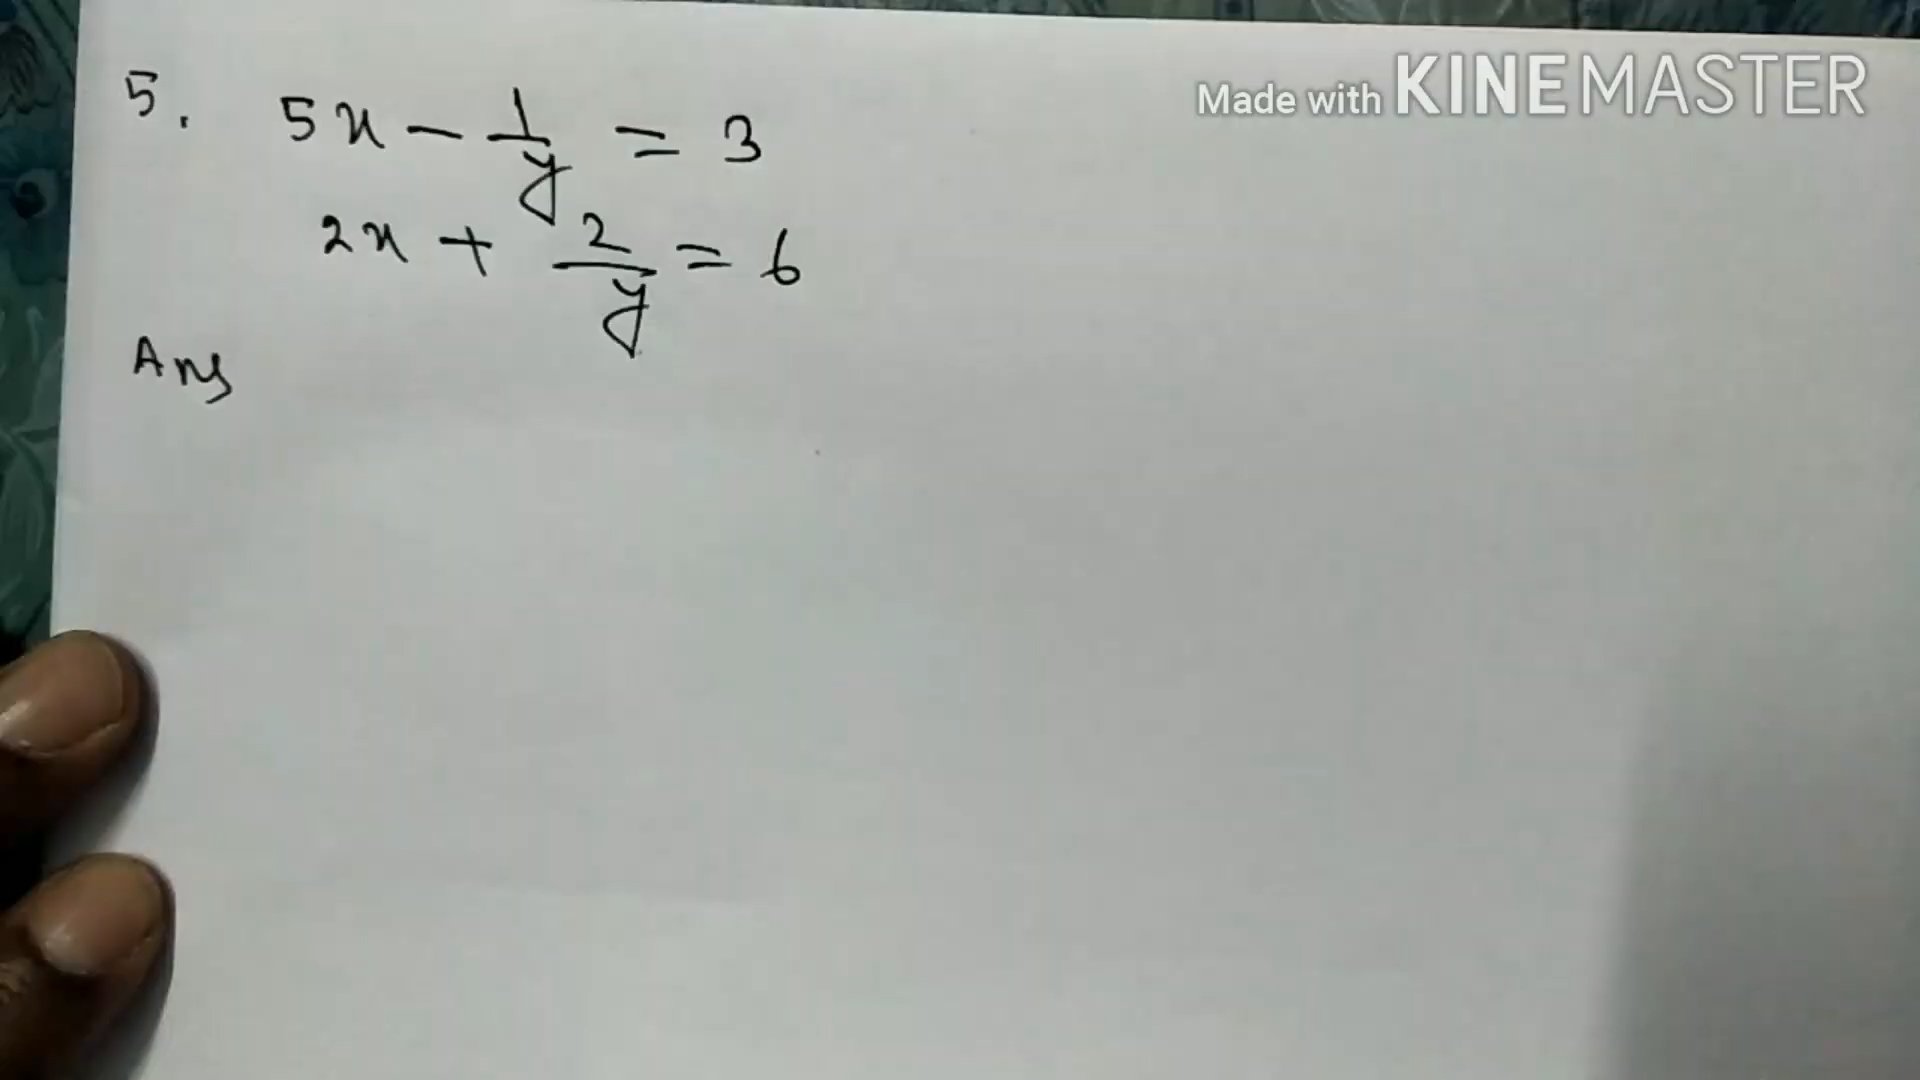 Made with KINEMASTER
5. 5x - 1/y = 3
2x + 2/y = 6
Ans